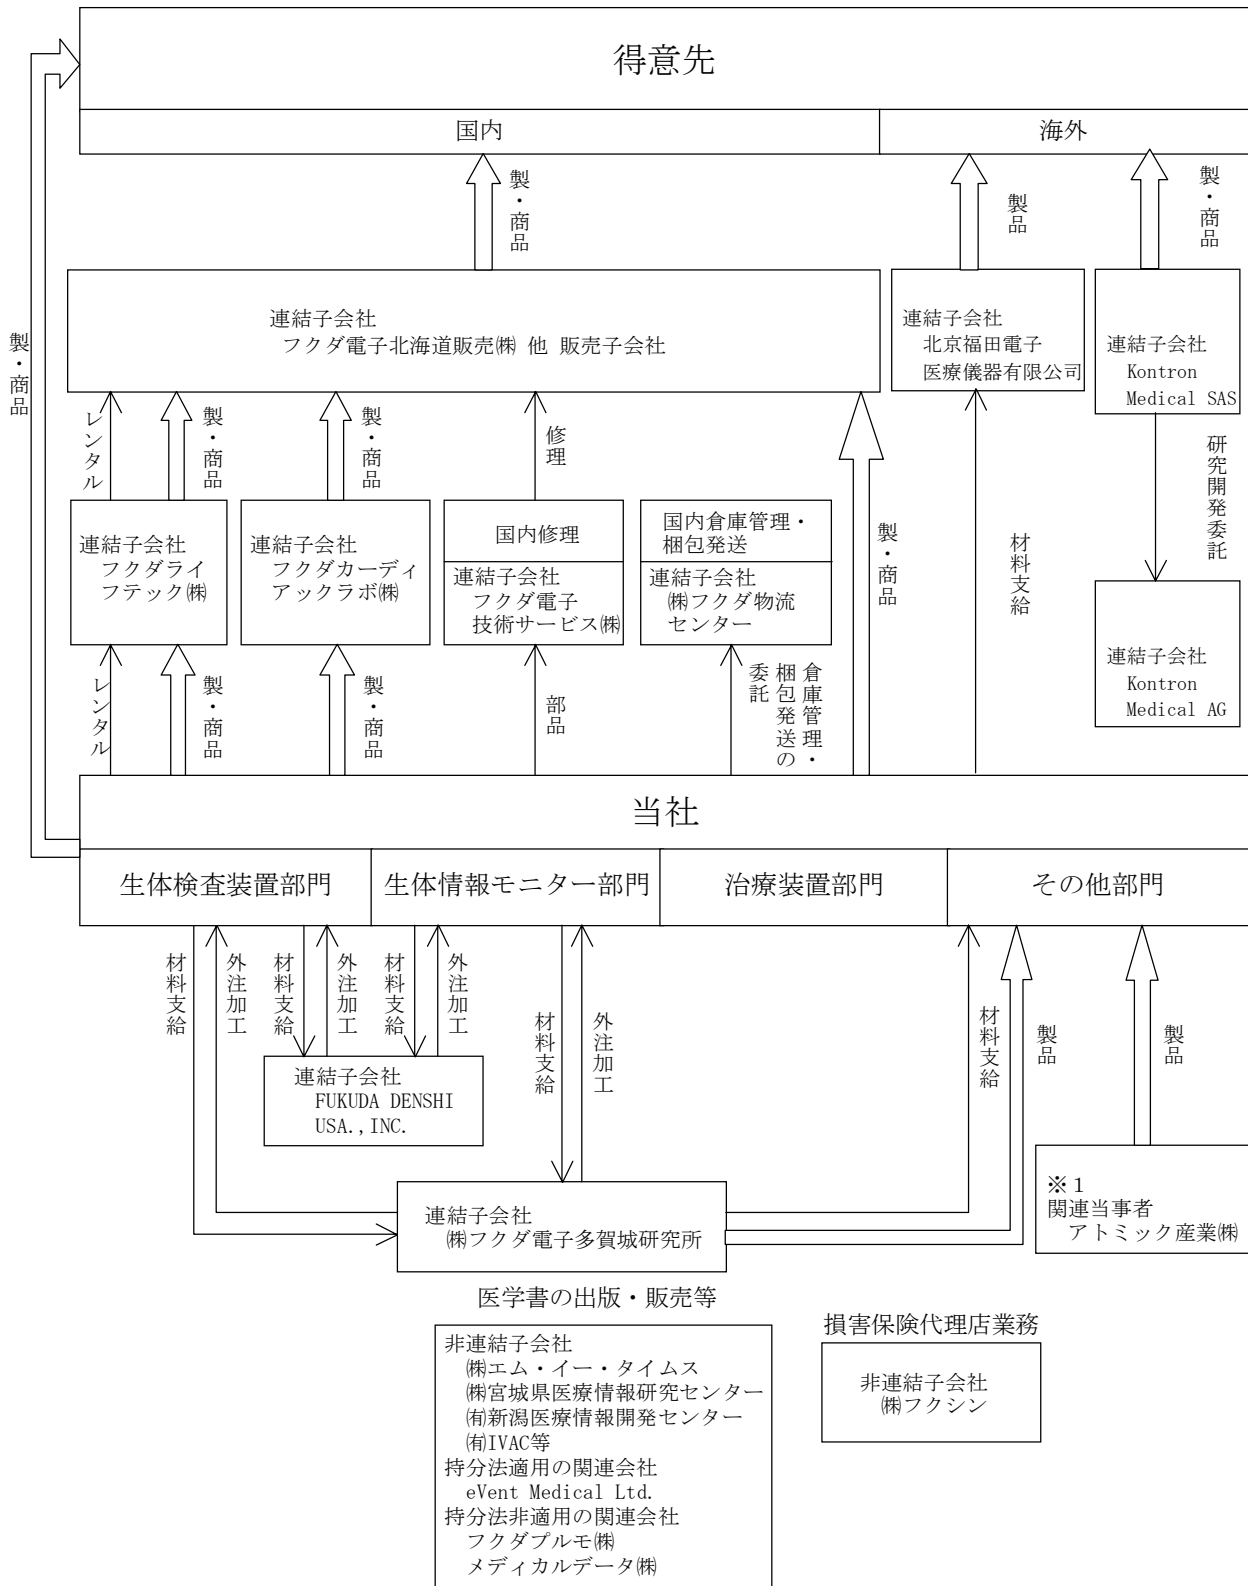 得意先
国内
海外
製・商品
製・商品
製品
製・商品
連結子会社
フクダ電子北海道販売㈱ 他 販売子会社
連結子会社
北京福田電子
医療儀器有限公司
連結子会社
Kontron
Medical SAS
レンタル
製・商品
製・商品
修理
製・商品
材料支給
研究開発委託
連結子会社
フクダライ
フテック㈱
連結子会社
フクダカーディ
アックラボ㈱
国内修理
連結子会社
フクダ電子
技術サービス㈱
国内倉庫管理・
梱包発送
連結子会社
㈱フクダ物流
センター
連結子会社
Kontron
Medical AG
レンタル
製・商品
製・商品
部品
倉庫管理・
梱包発送の
委託
当社
生体検査装置部門
生体情報モニター部門
治療装置部門
その他部門
材料支給
外注加工
材料支給
外注加工
材料支給
外注加工
材料支給
外注加工
材料支給
製品
製品
連結子会社
FUKUDA DENSHI
USA.,INC.
連結子会社
㈱フクダ電子多賀城研究所
※１
関連当事者
アトミック産業㈱
医学書の出版・販売等
非連結子会社
㈱エム・イー・タイムス
㈱宮城県医療情報研究センター
㈲新潟医療情報開発センター
㈲IVAC等
持分法適用の関連会社
eVent Medical Ltd.
持分法非適用の関連会社
フクダプルモ㈱
メディカルデータ㈱
損害保険代理店業務
非連結子会社
㈱フクシン